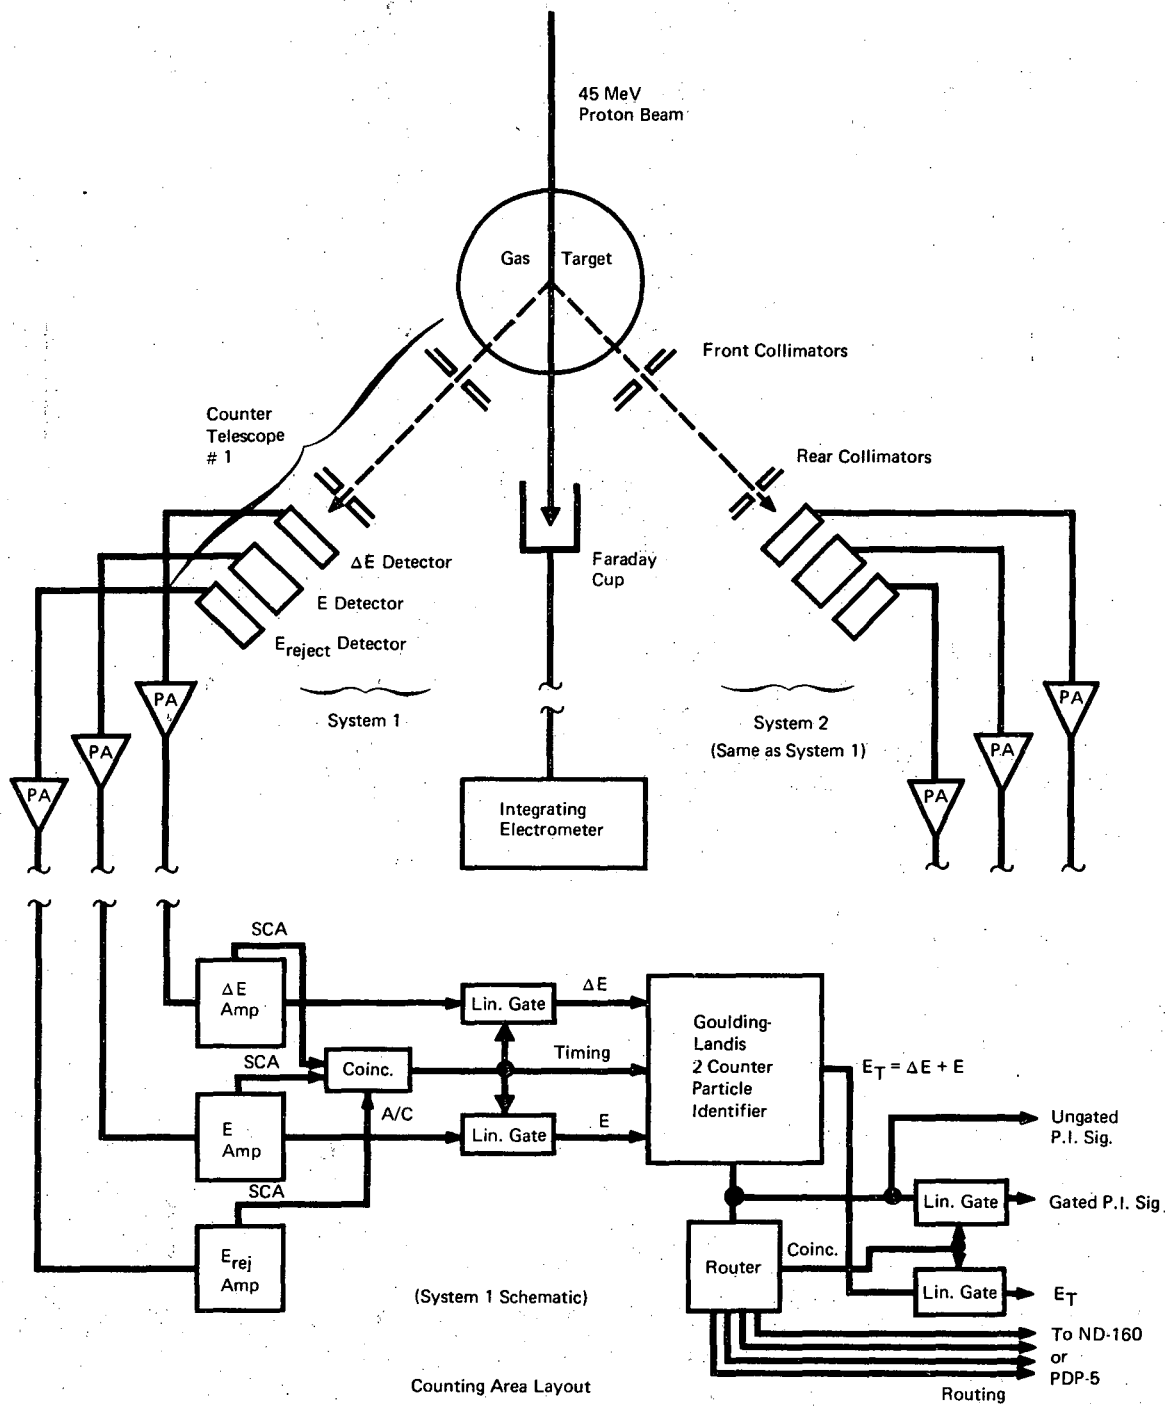 45 MeV
Proton Beam
Gas Target
Front Collimators
Counter
Telescope
# 1
Rear Collimators
ΔE Detector
Faraday
Cup
E Detector
E_reject Detector
System 1
System 2
(Same as System 1)
PA
PA
PA
PA
PA
PA
Integrating
Electrometer
SCA
ΔE
Amp
Lin. Gate
ΔE
Goulding-
Landis
2 Counter
Particle
Identifier
SCA
Coinc.
Timing
E_T = ΔE + E
A/C
E
Amp
Lin. Gate
E
Ungated
P.I. Sig.
SCA
Lin. Gate
Gated P.I. Sig.
E_rej
Amp
Router
Coinc.
Lin. Gate
E_T
(System 1 Schematic)
To ND-160
or
PDP-5
Routing
Counting Area Layout